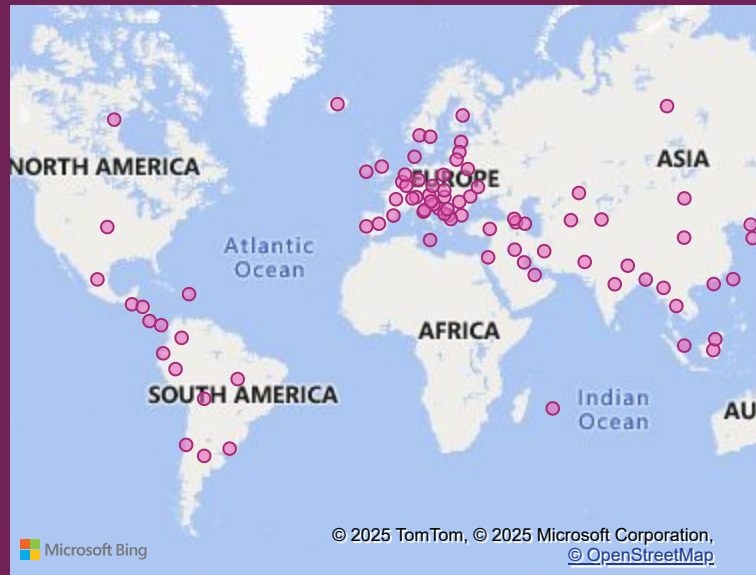 NORTH AMERICA
EUROPE
ASIA
Atlantic
Ocean
AFRICA
SOUTH AMERICA
Indian
Ocean
AU
Microsoft Bing
© 2025 TomTom, © 2025 Microsoft Corporation,
© OpenStreetMap